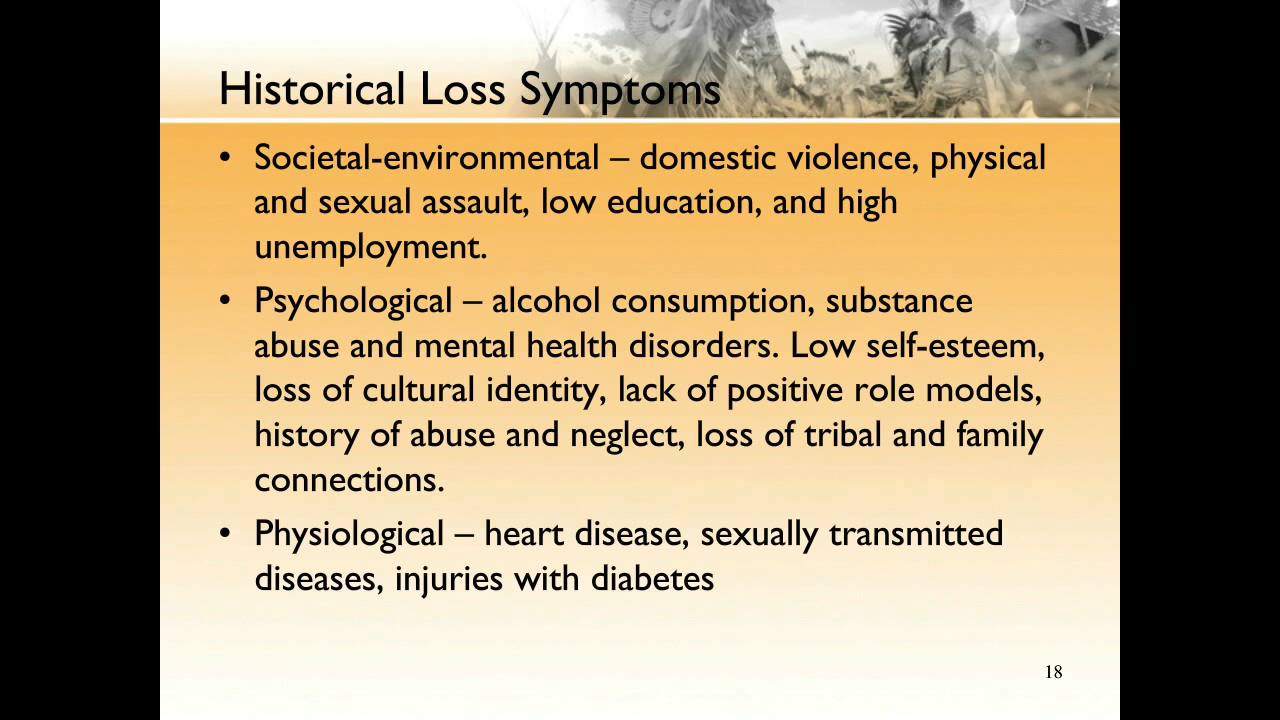 Historical Loss Symptoms
• Societal-environmental – domestic violence, physical
and sexual assault, low education, and high
unemployment.
• Psychological – alcohol consumption, substance
abuse and mental health disorders. Low self-esteem,
loss of cultural identity, lack of positive role models,
history of abuse and neglect, loss of tribal and family
connections.
• Physiological – heart disease, sexually transmitted
diseases, injuries with diabetes
18